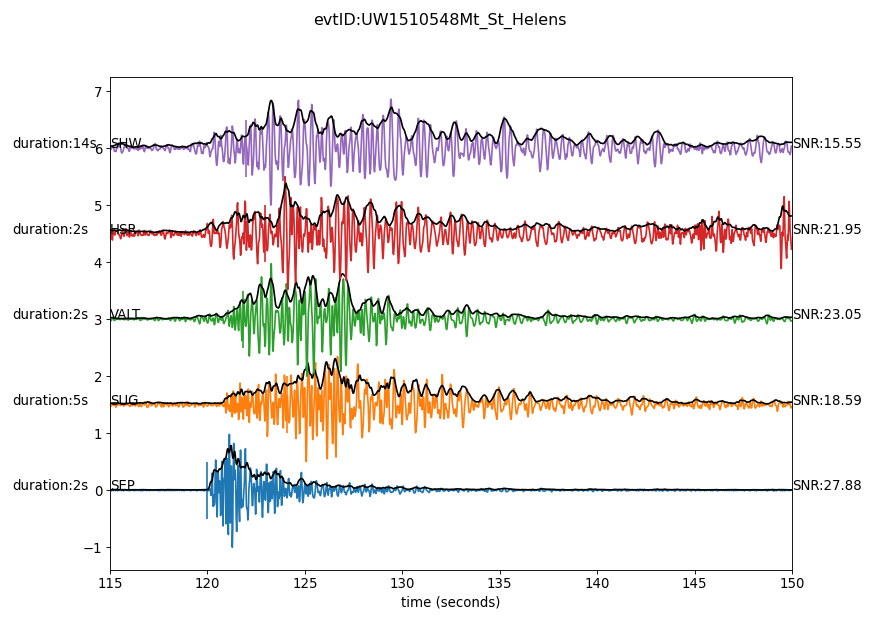 evtID:UW1510548Mt_St_Helens
7
duration:14s SHW 6 SNR:15.55
5
duration:2s HSR SNR:21.95
4
duration:2s VALT 3 SNR:23.05
2
duration:5s SUG SNR:18.59
1
duration:2s SEP 0 SNR:27.88
−1
115 120 125 130 135 140 145 150
time (seconds)